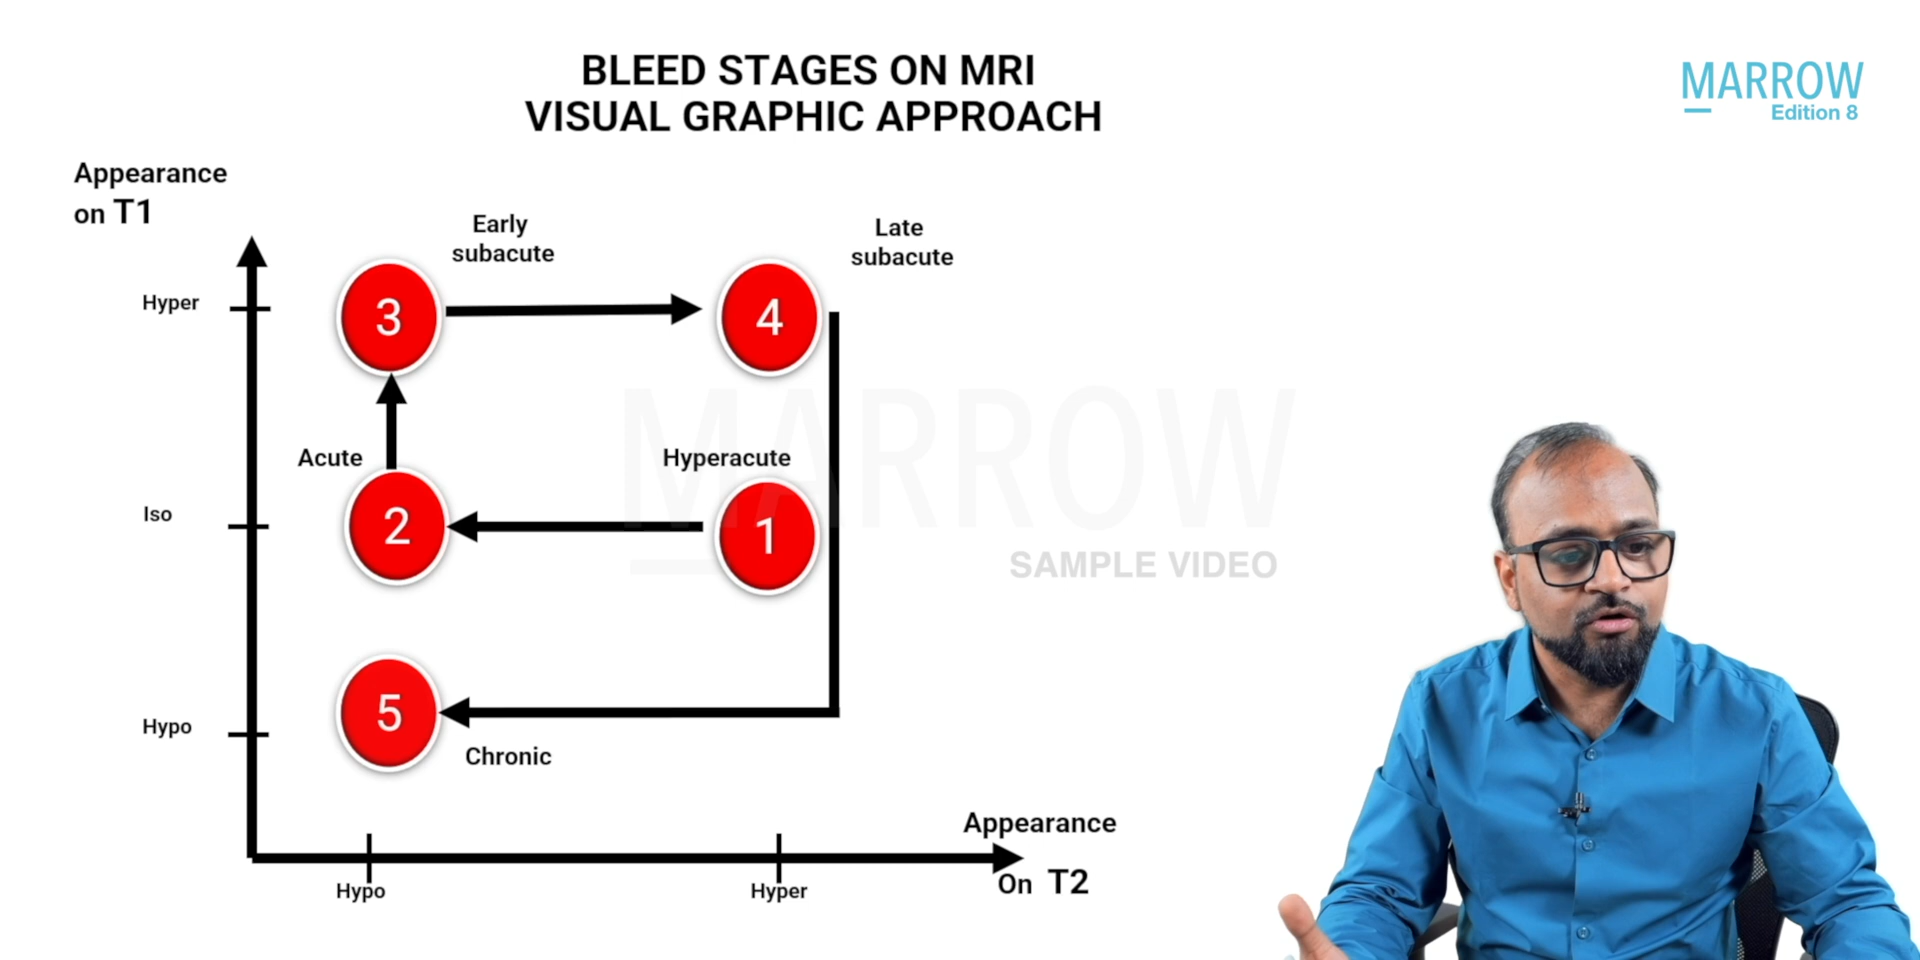 BLEED STAGES ON MRI
VISUAL GRAPHIC APPROACH
MARROW
Edition 8
Appearance
on T1
Early
subacute
Late
subacute
Hyper
3
4
Acute
Hyperacute
MARROW
Iso
2
1
SAMPLE VIDEO
Hypo
5
Chronic
Appearance
On T2
Hypo
Hyper